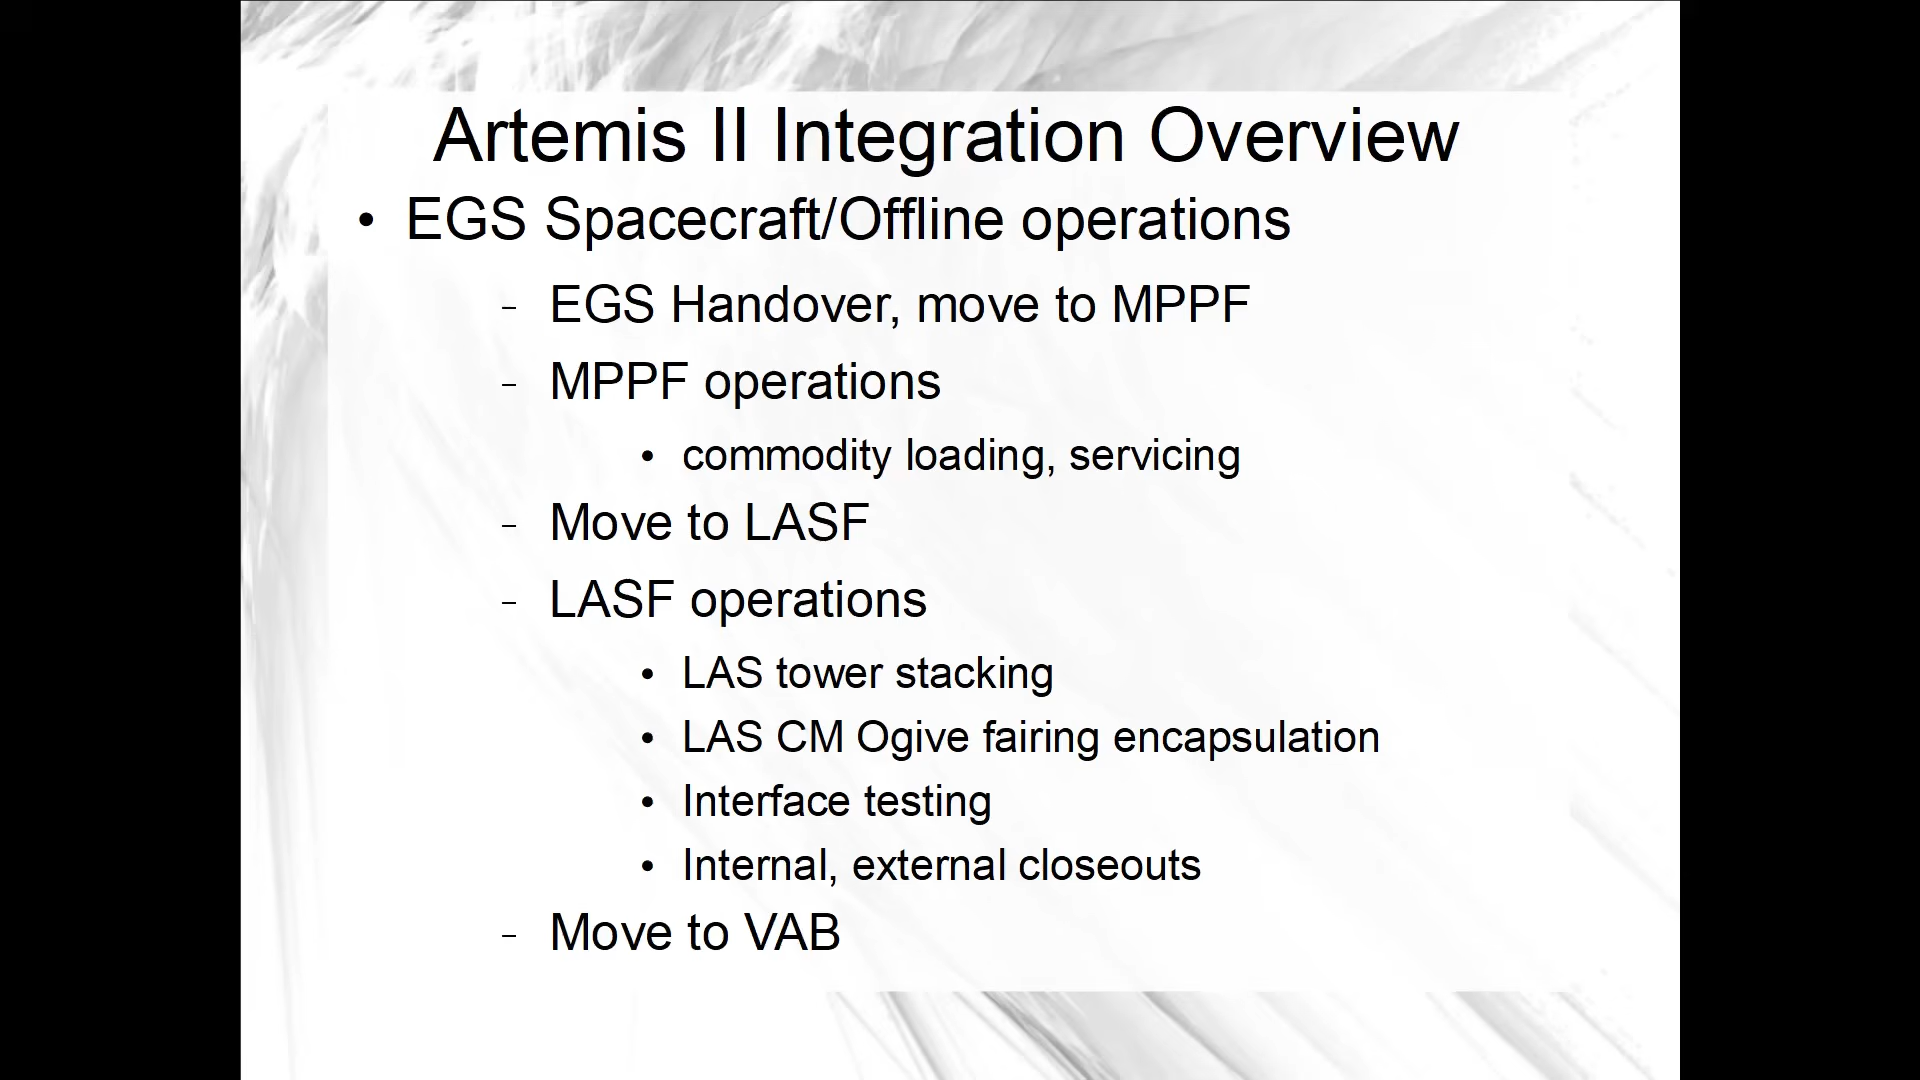 Artemis II Integration Overview
• EGS Spacecraft/Offline operations
– EGS Handover, move to MPPF
– MPPF operations
• commodity loading, servicing
– Move to LASF
– LASF operations
• LAS tower stacking
• LAS CM Ogive fairing encapsulation
• Interface testing
• Internal, external closeouts
– Move to VAB